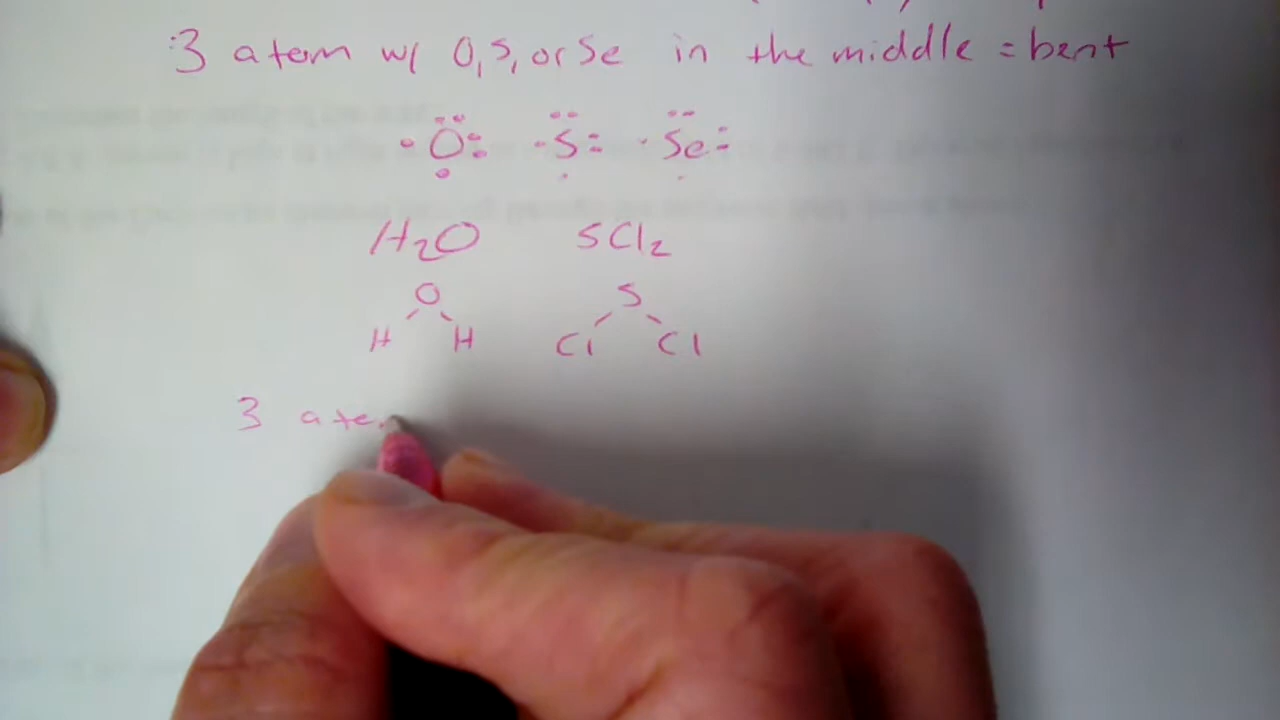 3 atom w/ O, S, or Se in the middle = bent
O S Se
H₂O SCl₂
O S
H H Cl Cl
3 ato